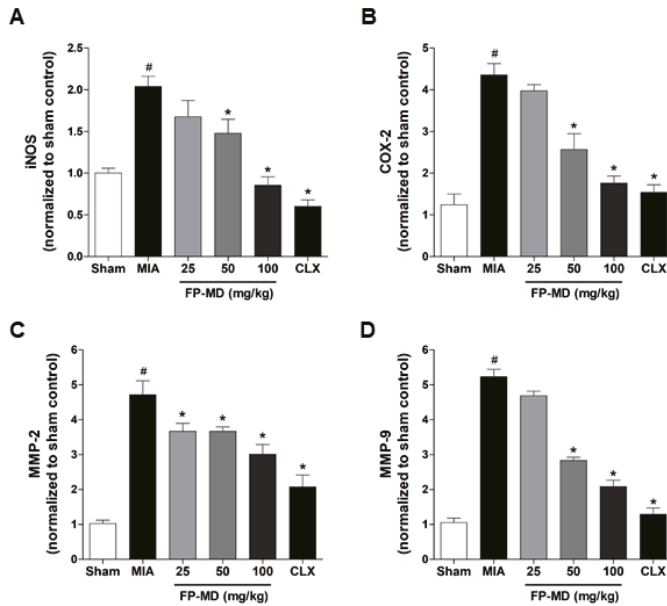 A
iNOS
(normalized to sham control)
2.5
2.0
1.5
1.0
0.5
0.0
#
*
*
*
Sham MIA 25 50 100 CLX
FP-MD (mg/kg)
B
COX-2
(normalized to sham control)
5
4
3
2
1
0
#
*
*
*
Sham MIA 25 50 100 CLX
FP-MD (mg/kg)
C
MMP-2
(normalized to sham control)
6
5
4
3
2
1
0
#
*
*
*
*
Sham MIA 25 50 100 CLX
FP-MD (mg/kg)
D
MMP-9
(normalized to sham control)
6
5
4
3
2
1
0
#
*
*
*
Sham MIA 25 50 100 CLX
FP-MD (mg/kg)